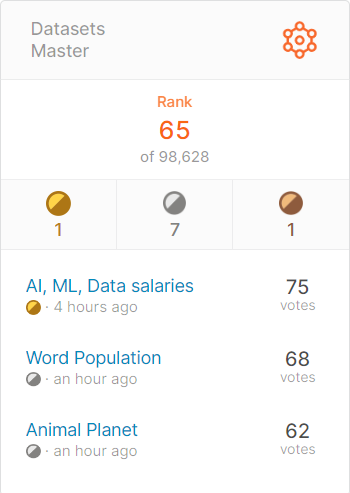 Datasets
Master
Rank
65
of 98,628
1
7
1
AI, ML, Data salaries
75
· 4 hours ago
votes
Word Population
68
· an hour ago
votes
Animal Planet
62
· an hour ago
votes